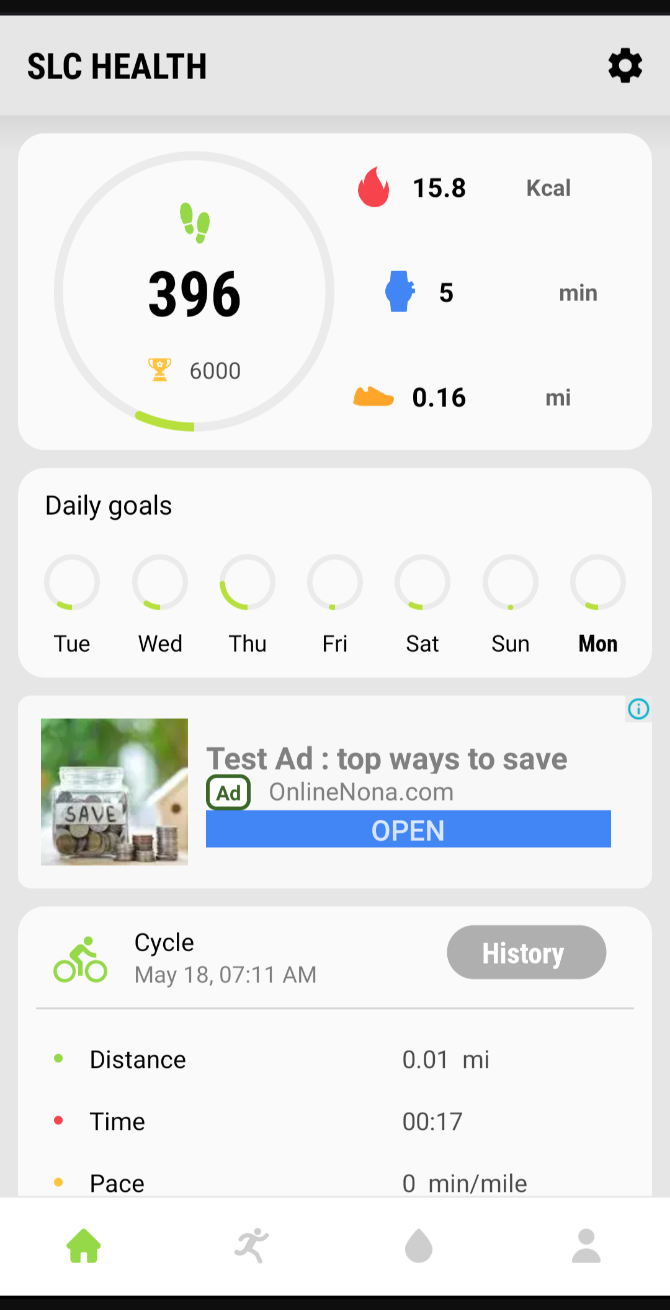 SLC HEALTH
396
6000
15.8 Kcal
5 min
0.16 mi
Daily goals
Tue Wed Thu Fri Sat Sun Mon
SAVE
Test Ad : top ways to save
Ad OnlineNona.com
OPEN
Cycle
May 18, 07:11 AM
History
Distance 0.01 mi
Time 00:17
Pace 0 min/mile